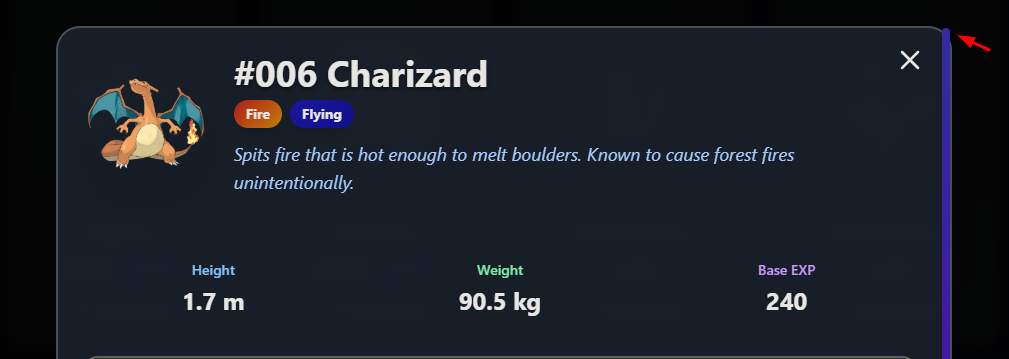 #006 Charizard
Fire Flying
Spits fire that is hot enough to melt boulders. Known to cause forest fires
unintentionally.
Height Weight Base EXP
1.7 m 90.5 kg 240